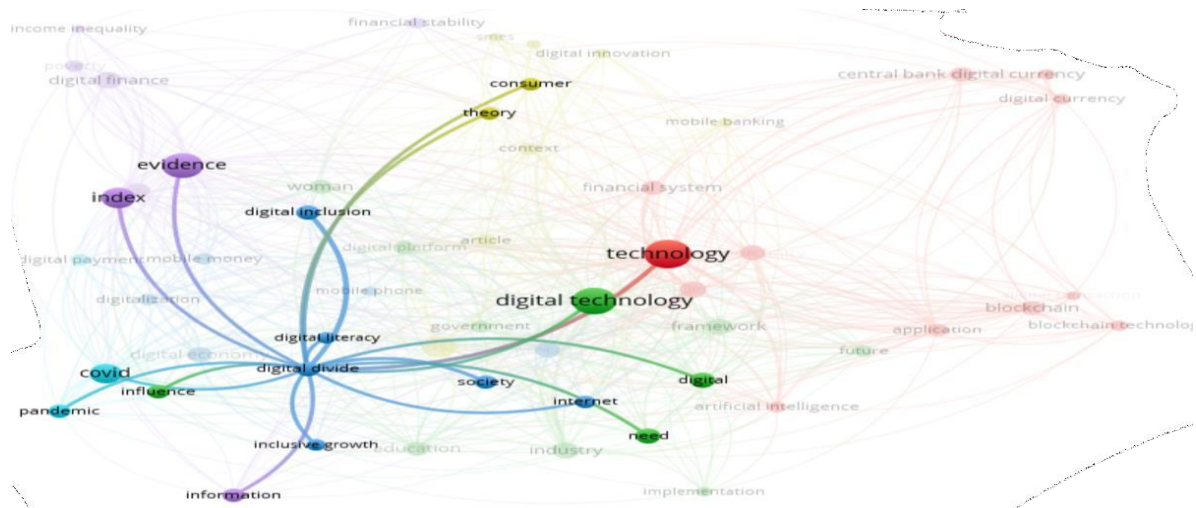 income inequality
financial stability
smes
digital innovation
poverty
digital finance
consumer
central bank digital currency
theory
digital currency
mobile banking
context
evidence
index
woman
financial system
digital inclusion
article
digital platform
technology
digital payment
mobile money
mobile phone
digitalization
digital technology
blockchain
government
framework
application
blockchain technolog
digital literacy
future
digital economy
digital divide
covid
society
digital
influence
internet
pandemic
artificial intelligence
need
inclusive growth
education
industry
information
implementation